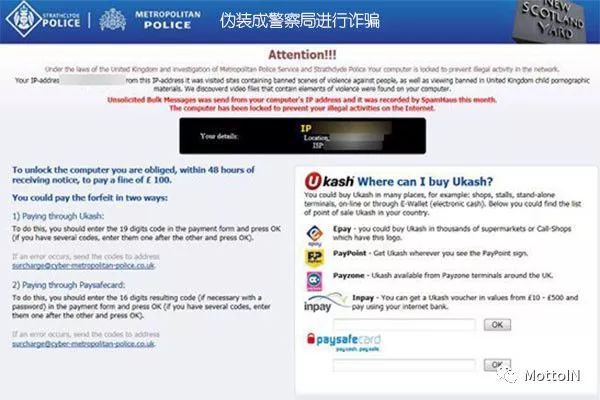 STRATHCLYDE
POLICE
METROPOLITAN
POLICE
伪装成警察局进行诈骗
NEW
SCOTLAND
YARD
Attention!!!
Under the laws of the United Kingdom and investigation of Metropolitan Police Service and Strathclyde Police Your computer is locked to prevent illegal activity in the network.
Your IP-addres from this IP-address it was visited sites containing banned scenes of violence against people, as well as viewing banned in United Kingdom child pornographic
materials. We discouverd video files that contain elements of violence were found on your computer.
Unsolicited Bulk Messages was send from your computer's IP address and it was recorded by SpamHaus this month.
The computer has been locked to prevent your illegal activities on the Internet.
Your details:
IP
Location,
ISP:
To unlock the computer you are obliged, within 48 hours of
receiving notice, to pay a fine of £ 100.
You could pay the forfeit in two ways:
1) Paying through Ukash:
To do this, you should enter the 19 digits code in the payment form and press OK
(if you have several codes, enter them one after the other and press OK).
If an error occurs, send the codes to address
surcharge@cyber-metropolitan-police.co.uk.
2) Paying through Paysafecard:
To do this, you should enter the 16 digits resulting code (if necessary with a
password) in the payment form and press OK (if you have several codes, enter
them one after the other and press OK).
If an error occurs, send the codes to address
surcharge@cyber-metropolitan-police.co.uk.
Ukash Where can I buy Ukash?
You could buy Ukash in many places, for example: shops, stalls, stand-alone
terminals, on-line or through E-Wallet (electronic cash). Below you could find the list
of point of sale Ukash in your country.
epay
Epay - you could buy Ukash in thousands of supermarkets or Call-Shops
which have this logo.
PayPoint
PayPoint - Get Ukash wherever you see the PayPoint sign.
Payzone - Ukash available from Payzone terminals around the UK.
inpay
Inpay - You can get a Ukash voucher in values from £10 - £500 and
pay using your internet bank.
OK
paysafecard
pay cash. pay safe.
OK
MottoIN